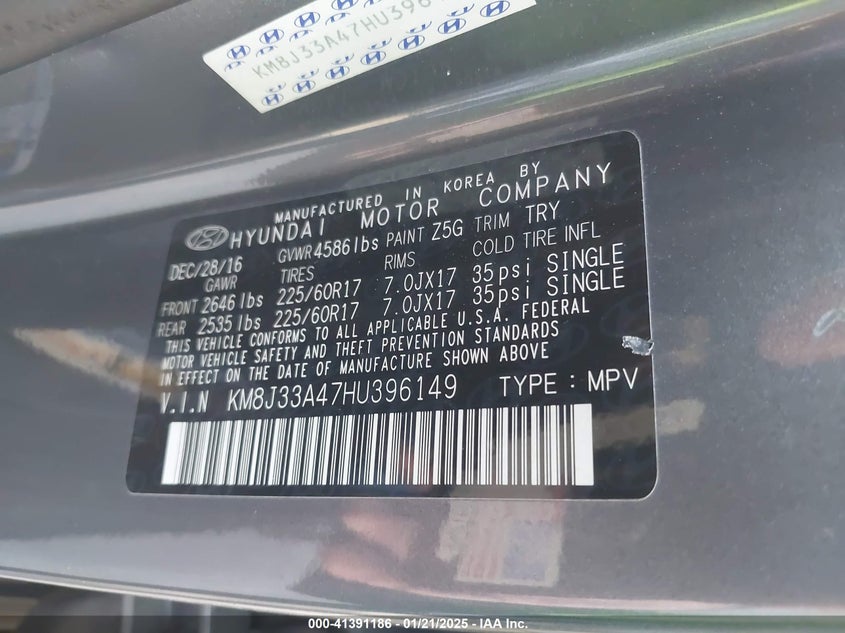 HYUNDAI
KM8J33A47HU396
MANUFACTURED IN KOREA BY
HYUNDAI MOTOR COMPANY
DEC/28/16 GVWR 4586 lbs PAINT Z5G TRIM TRY
GAWR TIRES RIMS COLD TIRE INFL
FRONT 2646 lbs 225/60R17 7.0JX17 35psi SINGLE
REAR 2535 lbs 225/60R17 7.0JX17 35psi SINGLE
THIS VEHICLE CONFORMS TO ALL APPLICABLE U.S.A. FEDERAL
MOTOR VEHICLE SAFETY AND THEFT PREVENTION STANDARDS
IN EFFECT ON THE DATE OF MANUFACTURE SHOWN ABOVE
V.I.N KM8J33A47HU396149 TYPE : MPV
000-41391186 - 01/21/2025 - IAA Inc.